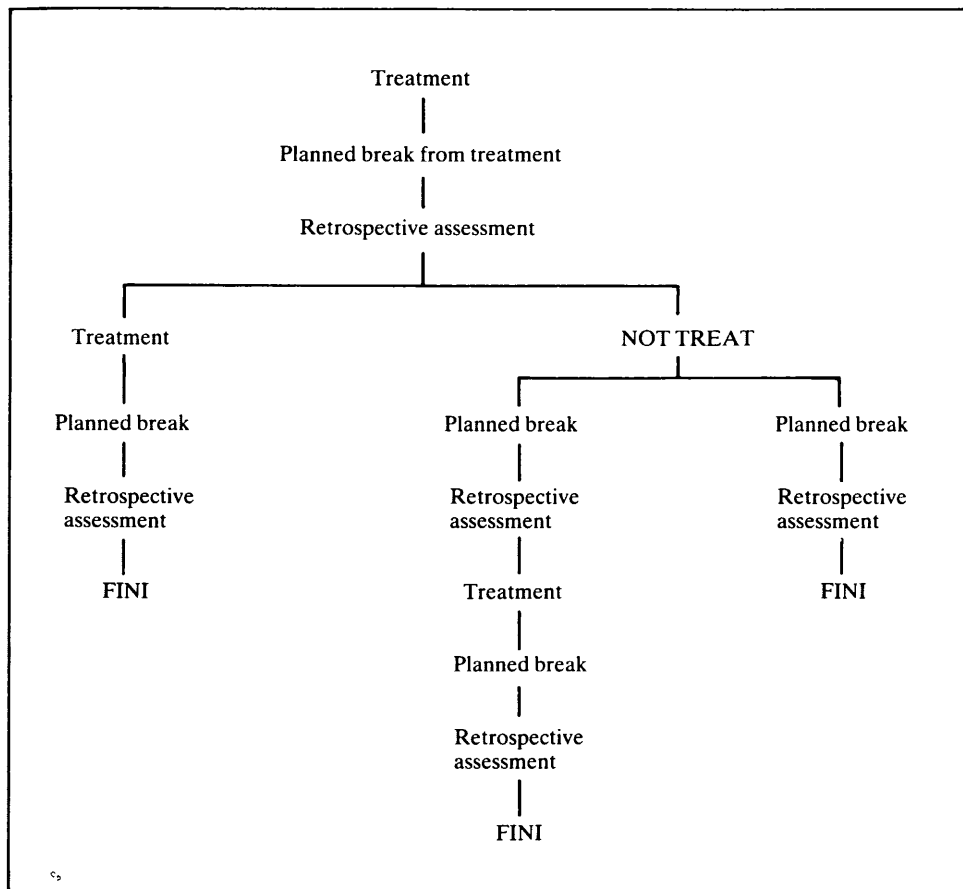 Treatment
Planned break from treatment
Retrospective assessment
Treatment
NOT TREAT
Planned break
Planned break
Planned break
Retrospective
assessment
Retrospective
assessment
Retrospective
assessment
FINI
Treatment
FINI
Planned break
Retrospective
assessment
FINI